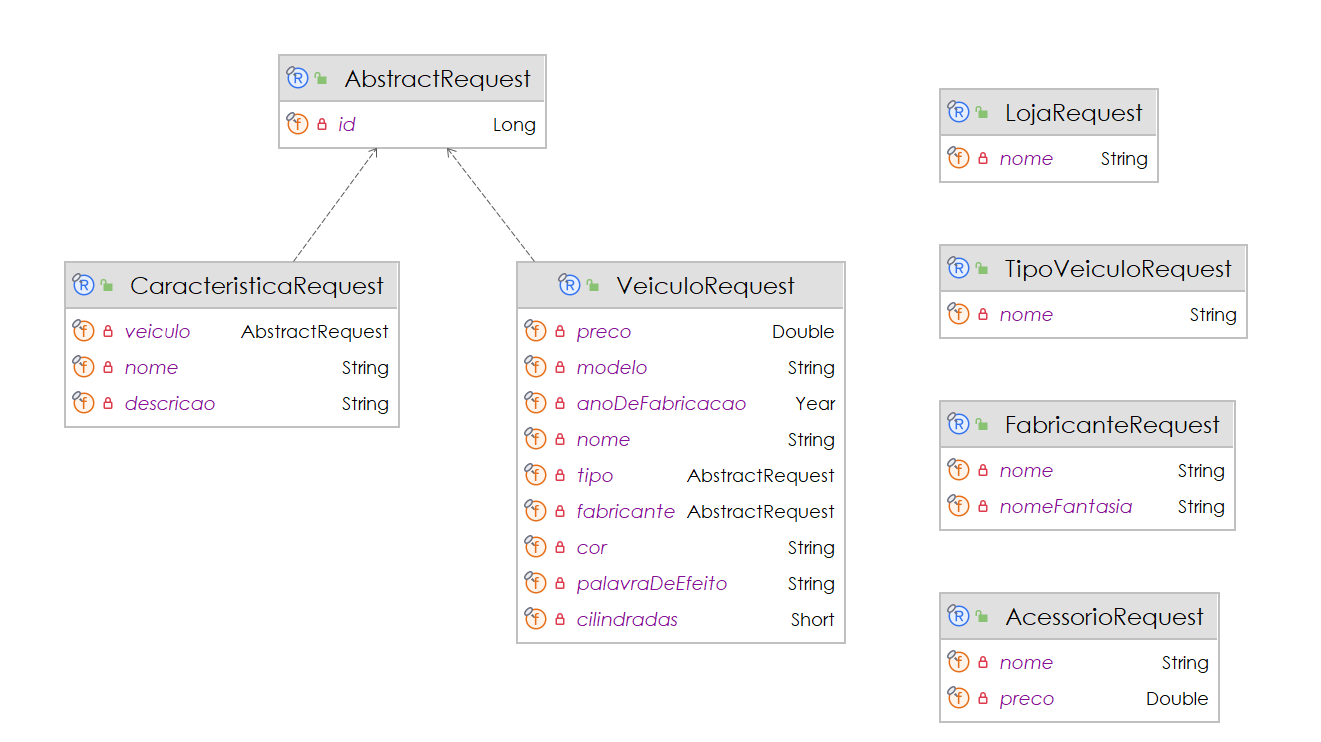 AbstractRequest
id Long
CaracteristicaRequest
veiculo AbstractRequest
nome String
descricao String
VeiculoRequest
preco Double
modelo String
anoDeFabricacao Year
nome String
tipo AbstractRequest
fabricante AbstractRequest
cor String
palavraDeEfeito String
cilindradas Short
LojaRequest
nome String
TipoVeiculoRequest
nome String
FabricanteRequest
nome String
nomeFantasia String
AcessorioRequest
nome String
preco Double